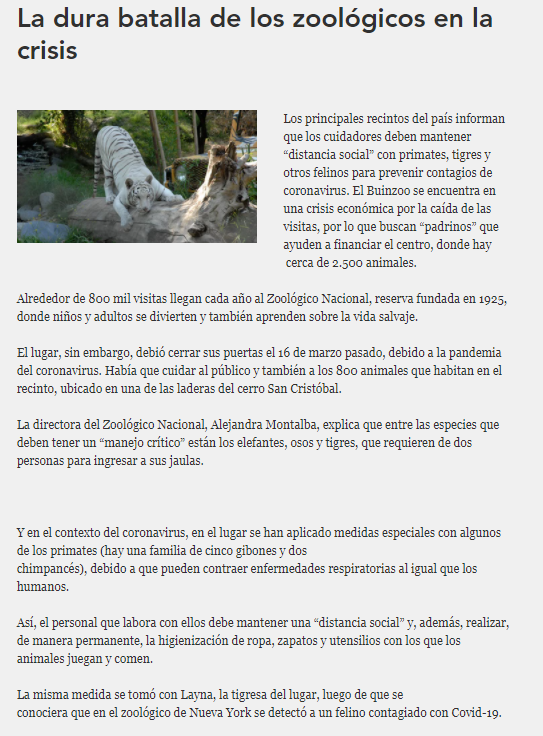 La dura batalla de los zoológicos en la
crisis
Los principales recintos del país informan
que los cuidadores deben mantener
“distancia social” con primates, tigres y
otros felinos para prevenir contagios de
coronavirus. El Buinzoo se encuentra en
una crisis económica por la caída de las
visitas, por lo que buscan “padrinos” que
ayuden a financiar el centro, donde hay
cerca de 2.500 animales.
Alrededor de 800 mil visitas llegan cada año al Zoológico Nacional, reserva fundada en 1925,
donde niños y adultos se divierten y también aprenden sobre la vida salvaje.
El lugar, sin embargo, debió cerrar sus puertas el 16 de marzo pasado, debido a la pandemia
del coronavirus. Había que cuidar al público y también a los 800 animales que habitan en el
recinto, ubicado en una de las laderas del cerro San Cristóbal.
La directora del Zoológico Nacional, Alejandra Montalba, explica que entre las especies que
deben tener un “manejo crítico” están los elefantes, osos y tigres, que requieren de dos
personas para ingresar a sus jaulas.
Y en el contexto del coronavirus, en el lugar se han aplicado medidas especiales con algunos
de los primates (hay una familia de cinco gibones y dos
chimpancés), debido a que pueden contraer enfermedades respiratorias al igual que los
humanos.
Así, el personal que labora con ellos debe mantener una “distancia social” y, además, realizar,
de manera permanente, la higienización de ropa, zapatos y utensilios con los que los
animales juegan y comen.
La misma medida se tomó con Layna, la tigresa del lugar, luego de que se
conociera que en el zoológico de Nueva York se detectó a un felino contagiado con Covid-19.